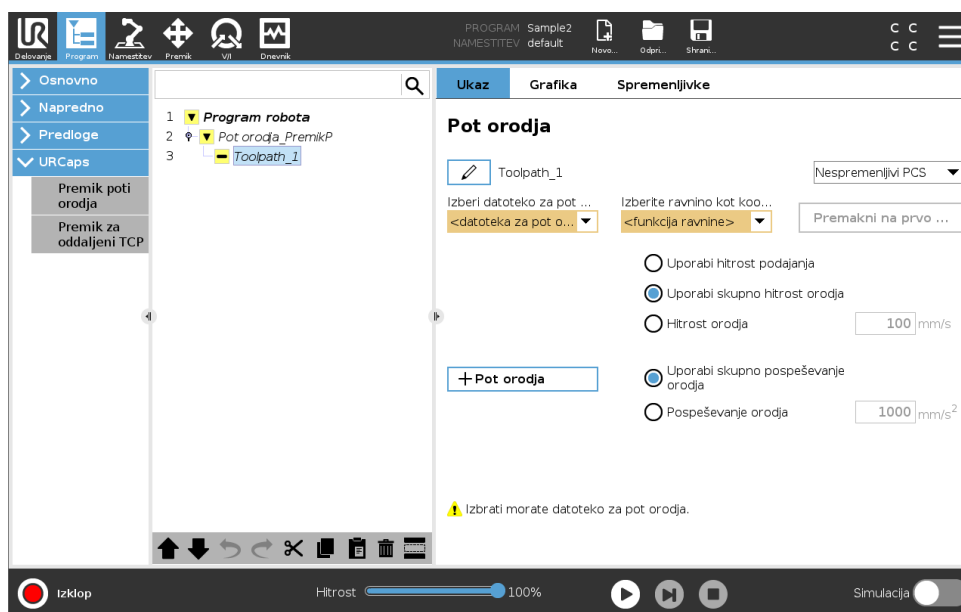 UR
Delovanje
Program
Namestitev
Premik
V/I
Dnevnik
PROGRAM Sample2
NAMESTITEV default
Novo...
Odpri...
Shrani...
C C
C C
Osnovno
Napredno
Predloge
URCaps
Premik poti
orodja
Premik za
oddaljeni TCP
1 Program robota
2 Pot orodja_PremikP
3 Toolpath_1
Ukaz
Grafika
Spremenljivke
Pot orodja
Toolpath_1
Nespremenljivi PCS
Izberi datoteko za pot ...
Izberite ravnino kot koo...
<datoteka za pot o...
<funkcija ravnine>
Premakni na prvo ...
Uporabi hitrost podajanja
Uporabi skupno hitrost orodja
Hitrost orodja
100 mm/s
+ Pot orodja
Uporabi skupno pospeševanje
orodja
Pospeševanje orodja
1000 mm/s²
Izbrati morate datoteko za pot orodja.
Izklop
Hitrost
100%
Simulacija